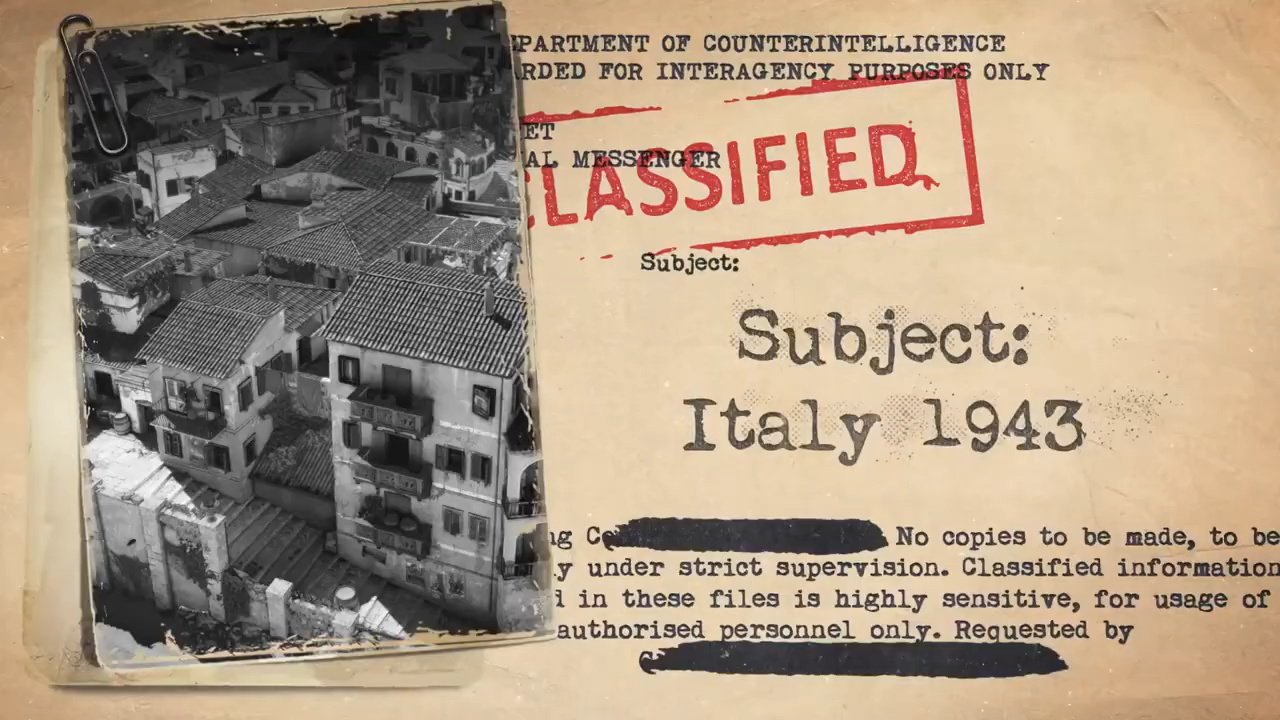 PARTMENT OF COUNTERINTELLIGENCE
RDED FOR INTERAGENCY PURPOSES ONLY
ET
AL MESSENGER
CLASSIFIED
Subject:
Subject:
Italy 1943
No copies to be made, to be
y under strict supervision. Classified information
in these files is highly sensitive, for usage of
authorised personnel only. Requested by